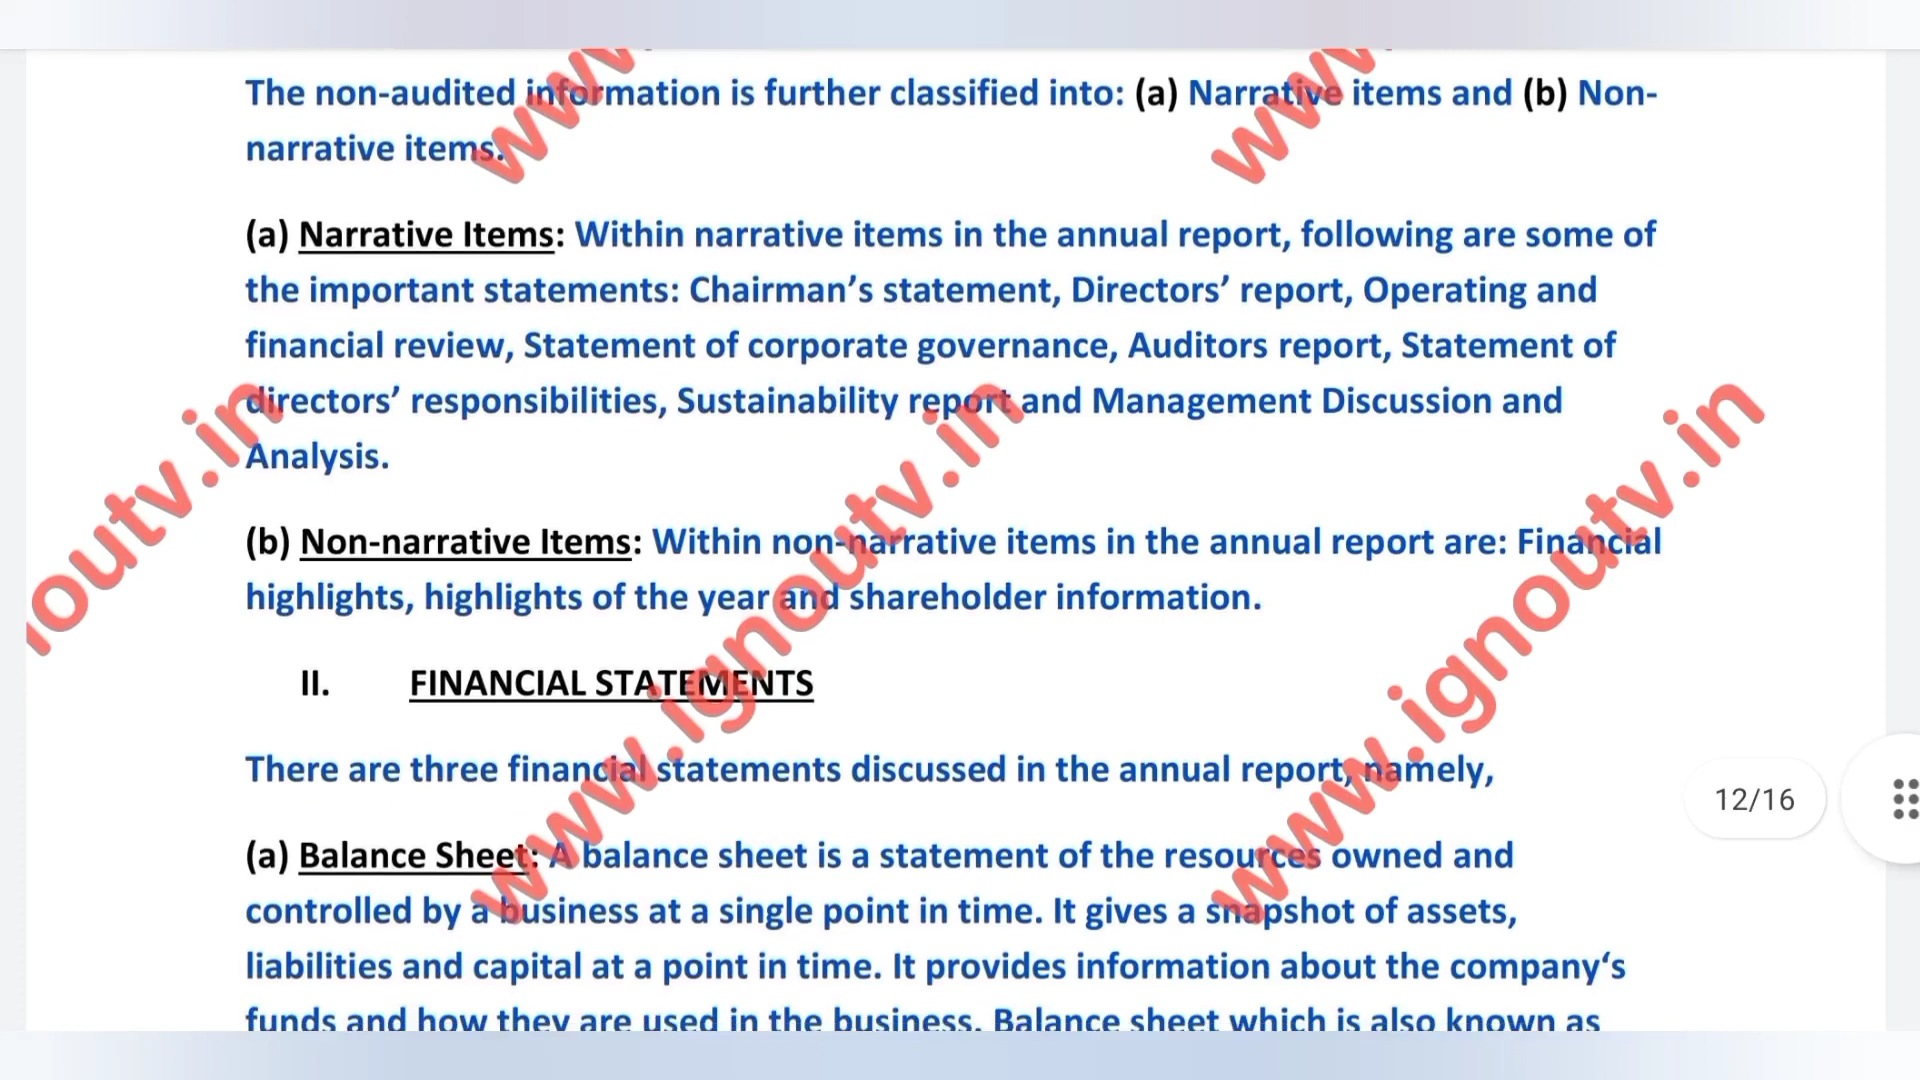 The non-audited information is further classified into: (a) Narrative items and (b) Non-
narrative items.
(a) Narrative Items: Within narrative items in the annual report, following are some of
the important statements: Chairman’s statement, Directors’ report, Operating and
financial review, Statement of corporate governance, Auditors report, Statement of
directors’ responsibilities, Sustainability report and Management Discussion and
Analysis.
(b) Non-narrative Items: Within non-narrative items in the annual report are: Financial
highlights, highlights of the year and shareholder information.
II. FINANCIAL STATEMENTS
There are three financial statements discussed in the annual report, namely,
(a) Balance Sheet: A balance sheet is a statement of the resources owned and
controlled by a business at a single point in time. It gives a snapshot of assets,
liabilities and capital at a point in time. It provides information about the company‘s
funds and how they are used in the business. Balance sheet which is also known as
12/16
www
www
noutv.in
www.ignoutv.in
www.ignoutv.in